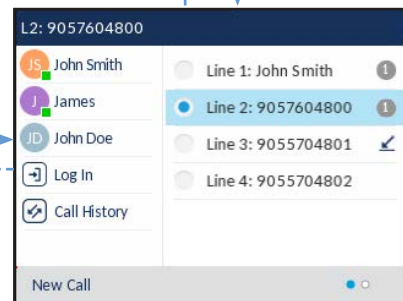 L2: 9057604800
JS John Smith
J James
JD John Doe
Log In
Call History
Line 1: John Smith 1
Line 2: 9057604800 1
Line 3: 9055704801
Line 4: 9055704802
New Call